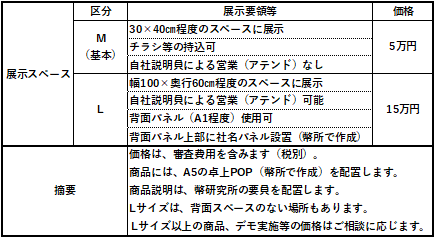 区分 展示要領等 価格
展示スペース
M
（基本）
30×40㎝程度のスペースに展示
チラシ等の持込可
自社説明員による営業（アテンド）なし
5万円
L
幅100×奥行60㎝程度のスペースに展示
自社説明員による営業（アテンド）可能
背面パネル（A1程度）使用可
背面パネル上部に社名パネル設置（幣所で作成）
15万円
摘要
価格は、審査費用を含みます（税別）。
商品には、A5の卓上POP（幣所で作成）を配置します。
商品説明は、幣研究所の要員を配置します。
Lサイズは、背面スペースのない場所もあります。
Lサイズ以上の商品、デモ実施等の価格はご相談に応じます。